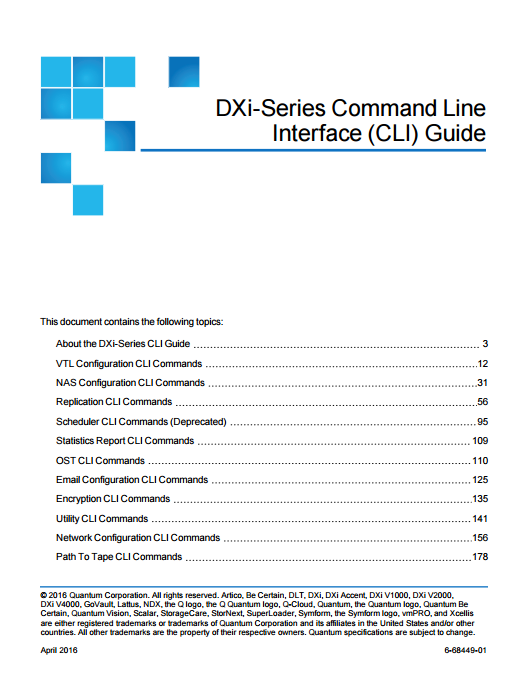 DXi-Series Command Line
Interface (CLI) Guide
This document contains the following topics:
About the DXi-Series CLI Guide 3
VTL Configuration CLI Commands 12
NAS Configuration CLI Commands 31
Replication CLI Commands 56
Scheduler CLI Commands (Deprecated) 95
Statistics Report CLI Commands 109
OST CLI Commands 110
Email Configuration CLI Commands 125
Encryption CLI Commands 135
Utility CLI Commands 141
Network Configuration CLI Commands 156
Path To Tape CLI Commands 178
© 2016 Quantum Corporation. All rights reserved. Artico, Be Certain, DLT, DXi, DXi Accent, DXi V1000, DXi V2000,
DXi V4000, GoVault, Lattus, NDX, the Q logo, the Q Quantum logo, Q-Cloud, Quantum, the Quantum logo, Quantum Be
Certain, Quantum Vision, Scalar, StorageCare, StorNext, SuperLoader, Symform, the Symform logo, vmPRO, and Xcellis
are either registered trademarks or trademarks of Quantum Corporation and its affiliates in the United States and/or other
countries. All other trademarks are the property of their respective owners. Quantum specifications are subject to change.
April 2016 6-68449-01